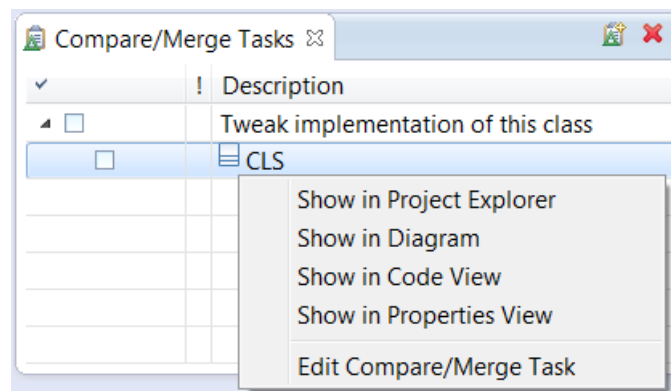 Compare/Merge Tasks
! Description
Tweak implementation of this class
CLS
Show in Project Explorer
Show in Diagram
Show in Code View
Show in Properties View
Edit Compare/Merge Task